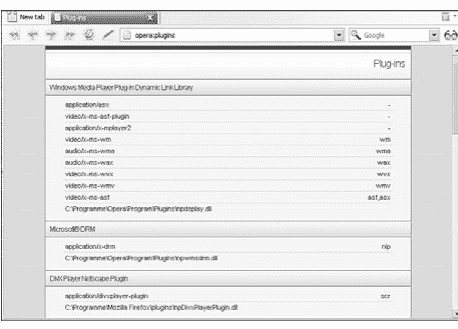 New tab Plug-ins
opera:plugins Google
Plug-ins
Windows Media Player Plug-in Dynamic Link Library
application/asx -
video/x-ms-asf-plugin -
application/x-mplayer2 -
video/x-ms-wm wm
audio/x-ms-wma wma
audio/x-ms-wax wax
video/x-ms-wvx wvx
video/x-ms-wmv wmv
video/x-ms-asf asf,asx
C:\Programme\Opera\Program\Plugins\npdsplay.dll
Microsoft® DRM
application/x-drm nip
C:\Programme\Opera\Program\Plugins\npwmsdrm.dll
DivX Player Netscape Plugin
application/divxplayer-plugin scr
C:\Programme\Mozilla Firefox\plugins\npDivxPlayerPlugin.dll